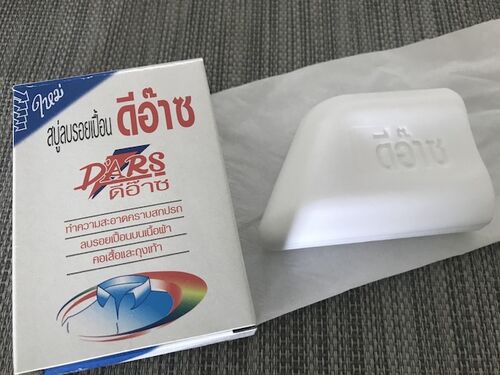 ใหม่
สบู่ลบรอยเปื้อน ดีอ๊าซ
D'ARS
ดีอ๊าซ
ทำความสะอาดคราบสกปรก
ลบรอยเปื้อนบนเนื้อผ้า
คอเสื้อและถุงเท้า
ดีอ๊าซ